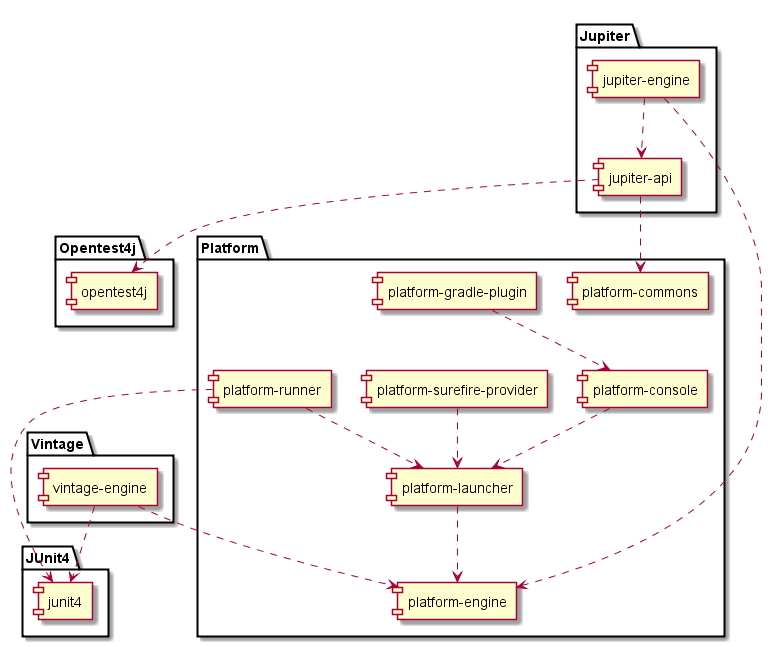 Jupiter
jupiter-engine
jupiter-api
Opentest4j
opentest4j
Platform
platform-gradle-plugin
platform-commons
platform-runner
platform-surefire-provider
platform-console
Vintage
vintage-engine
platform-launcher
JUnit4
junit4
platform-engine